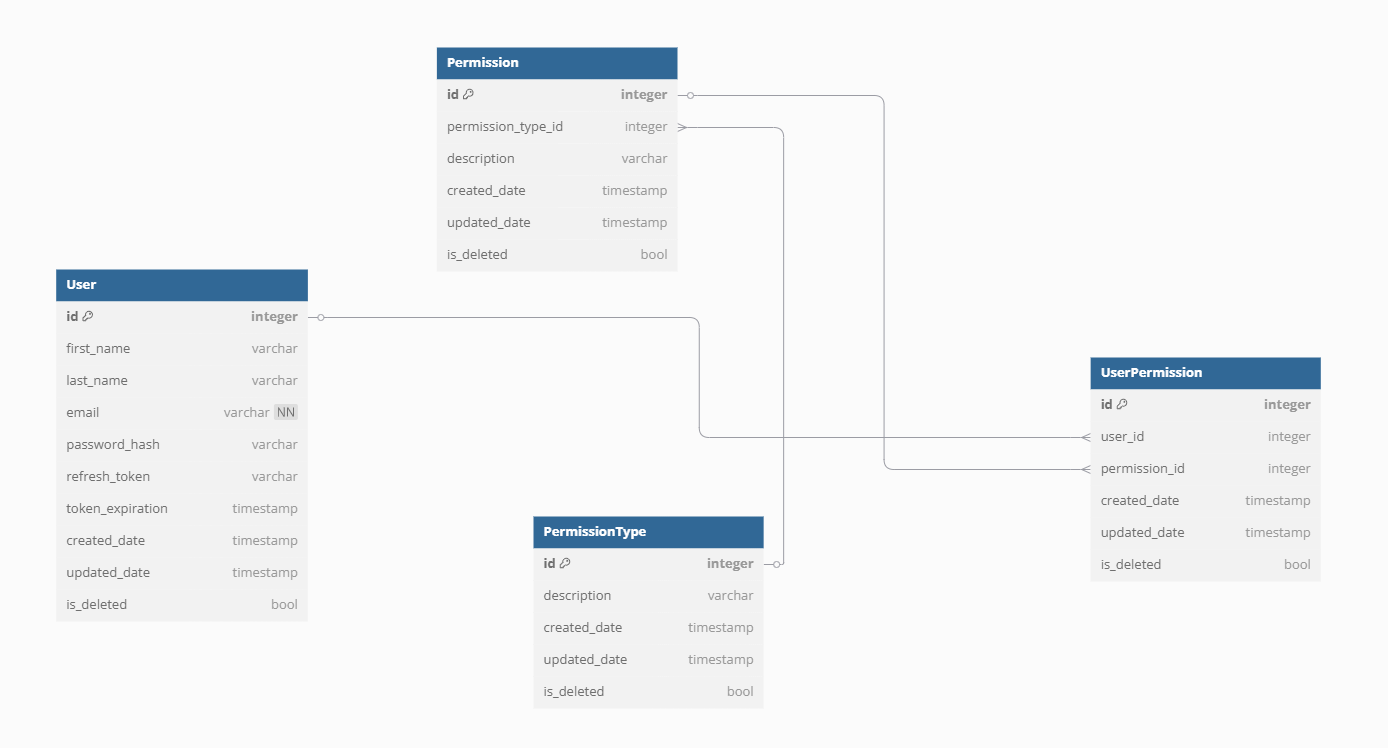 Permission
id integer
permission_type_id integer
description varchar
created_date timestamp
updated_date timestamp
is_deleted bool
User
id integer
first_name varchar
last_name varchar
email varchar NN
password_hash varchar
refresh_token varchar
token_expiration timestamp
created_date timestamp
updated_date timestamp
is_deleted bool
UserPermission
id integer
user_id integer
permission_id integer
created_date timestamp
updated_date timestamp
is_deleted bool
PermissionType
id integer
description varchar
created_date timestamp
updated_date timestamp
is_deleted bool